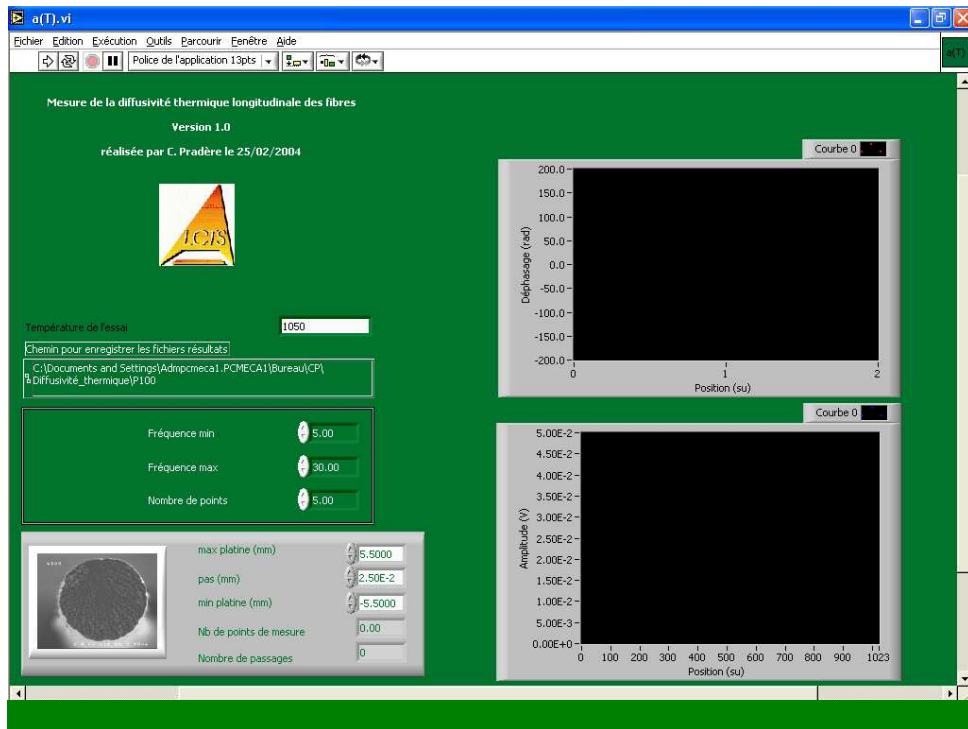 a(T).vi
Fichier Edition Exécution Outils Parcourir Fenêtre Aide
Police de l'application 13pts
a(T)
Mesure de la diffusivité thermique longitudinale des fibres
Version 1.0
réalisée par C. Pradère le 25/02/2004
LCTS
Température de l'essai 1050
Chemin pour enregistrer les fichiers résultats
C:\Documents and Settings\Admpcmeca1.PCMECA1\Bureau\CP\
Diffusivité_thermique\P100
Fréquence min 5.00
Fréquence max 30.00
Nombre de points 5.00
max platine (mm) 5.5000
pas (mm) 2.50E-2
min platine (mm) -5.5000
Nb de points de mesure 0.00
Nombre de passages 0
Courbe 0
Déphasage (rad)
200.0
150.0
100.0
50.0
0.0
-50.0
-100.0
-150.0
-200.0
0 1 2
Position (su)
Courbe 0
Amplitude (V)
5.00E-2
4.50E-2
4.00E-2
3.50E-2
3.00E-2
2.50E-2
2.00E-2
1.50E-2
1.00E-2
5.00E-3
0.00E+0
0 100 200 300 400 500 600 700 800 900 1023
Position (su)